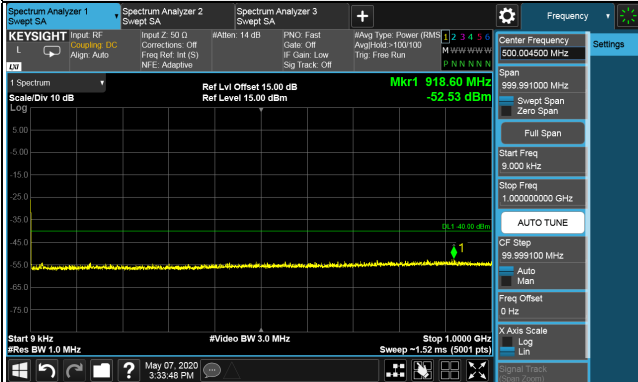 Spectrum Analyzer 1
Swept SA
Spectrum Analyzer 2
Swept SA
Spectrum Analyzer 3
Swept SA
Frequency
KEYSIGHT
L
LXI
Input: RF
Coupling: DC
Align: Auto
Input Z: 50 Ω
Corrections: Off
Freq Ref: Int (S)
NFE: Adaptive
#Atten: 14 dB
PNO: Fast
Gate: Off
IF Gain: Low
Sig Track: Off
#Avg Type: Power (RMS
Avg|Hold:>100/100
Trig: Free Run
1 2 3 4 5 6
M W W W W W
P N N N N N
Center Frequency
500.004500 MHz
Settings
1 Spectrum
Scale/Div 10 dB
Log
Ref Lvl Offset 15.00 dB
Ref Level 15.00 dBm
Mkr1 918.60 MHz
-52.53 dBm
Span
999.991000 MHz
Swept Span
Zero Span
Full Span
Start Freq
9.000 kHz
Stop Freq
1.000000000 GHz
AUTO TUNE
CF Step
99.999100 MHz
Auto
Man
Freq Offset
0 Hz
X Axis Scale
Log
Lin
Signal Track
(Span Zoom)
5.00
-5.00
-15.0
-25.0
-35.0
-45.0
-55.0
-65.0
-75.0
DL1 -40.00 dBm
1
Start 9 kHz
#Res BW 1.0 MHz
#Video BW 3.0 MHz
Stop 1.0000 GHz
Sweep ~1.52 ms (5001 pts)
May 07, 2020
3:33:48 PM